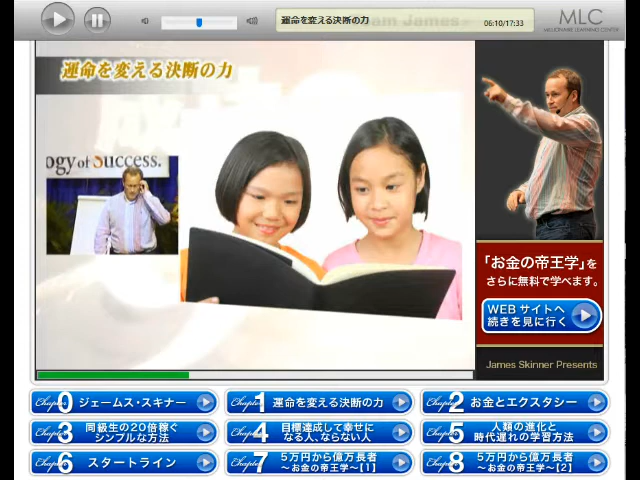 運命を変える決断の力
06:10/17:33
MLC
MILLIONAIRE LEARNING CENTER
運命を変える決断の力
ogy of Success.
「お金の帝王学」を
さらに無料で学べます。
WEBサイトへ
続きを見に行く
James Skinner Presents
Chapter 0 ジェームス・スキナー
Chapter 1 運命を変える決断の力
Chapter 2 お金とエクスタシー
Chapter 3 同級生の20倍稼ぐ
シンプルな方法
Chapter 4 目標達成して幸せに
なる人、ならない人
Chapter 5 人類の進化と
時代遅れの学習方法
Chapter 6 スタートライン
Chapter 7 5万円から億万長者
～お金の帝王学～【1】
Chapter 8 5万円から億万長者
～お金の帝王学～【2】